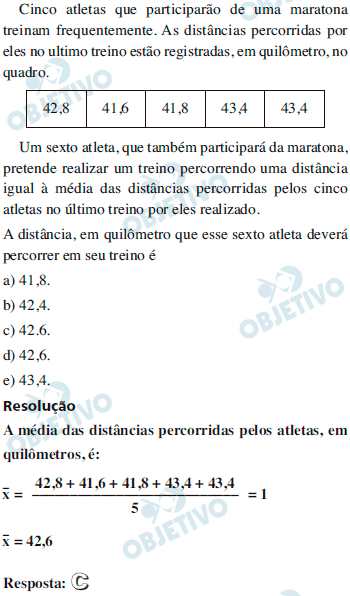 Cinco atletas que participarão de uma maratona
treinam frequentemente. As distâncias percorridas por
eles no ultimo treino estão registradas, em quilômetro, no
quadro.
42,8 41,6 41,8 43,4 43,4
Um sexto atleta, que também participará da maratona,
pretende realizar um treino percorrendo uma distância
igual à média das distâncias percorridas pelos cinco
atletas no último treino por eles realizado.
A distância, em quilômetro que esse sexto atleta deverá
percorrer em seu treino é
a) 41,8.
b) 42,4.
c) 42.6.
d) 42,6.
e) 43,4.
Resolução
A média das distâncias percorridas pelos atletas, em
quilômetros, é:
x̄ = 42,8 + 41,6 + 41,8 + 43,4 + 43,4 = 1
5
x̄ = 42,6
Resposta: C
OBJETIVO
OBJETIVO
OBJETIVO
OBJETIVO
OBJETIVO